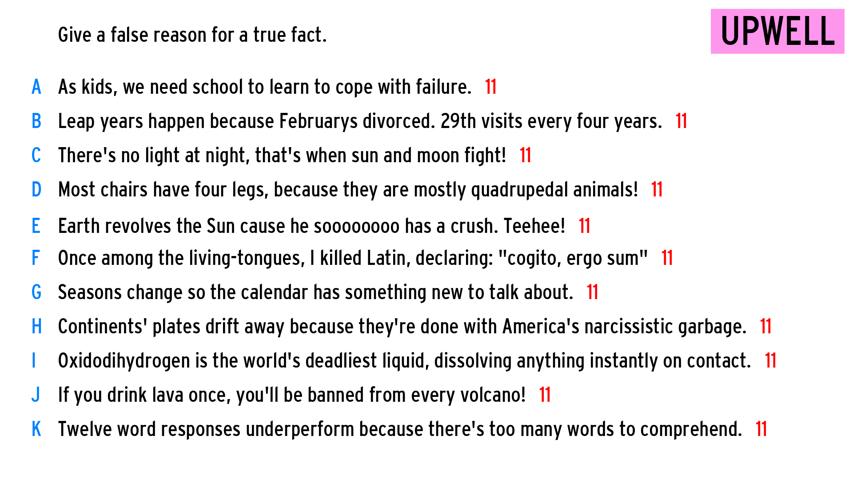 Give a false reason for a true fact.
UPWELL
A As kids, we need school to learn to cope with failure. 11
B Leap years happen because Februarys divorced. 29th visits every four years. 11
C There's no light at night, that's when sun and moon fight! 11
D Most chairs have four legs, because they are mostly quadrupedal animals! 11
E Earth revolves the Sun cause he soooooooo has a crush. Teehee! 11
F Once among the living-tongues, I killed Latin, declaring: "cogito, ergo sum" 11
G Seasons change so the calendar has something new to talk about. 11
H Continents' plates drift away because they're done with America's narcissistic garbage. 11
I Oxidodihydrogen is the world's deadliest liquid, dissolving anything instantly on contact. 11
J If you drink lava once, you'll be banned from every volcano! 11
K Twelve word responses underperform because there's too many words to comprehend. 11